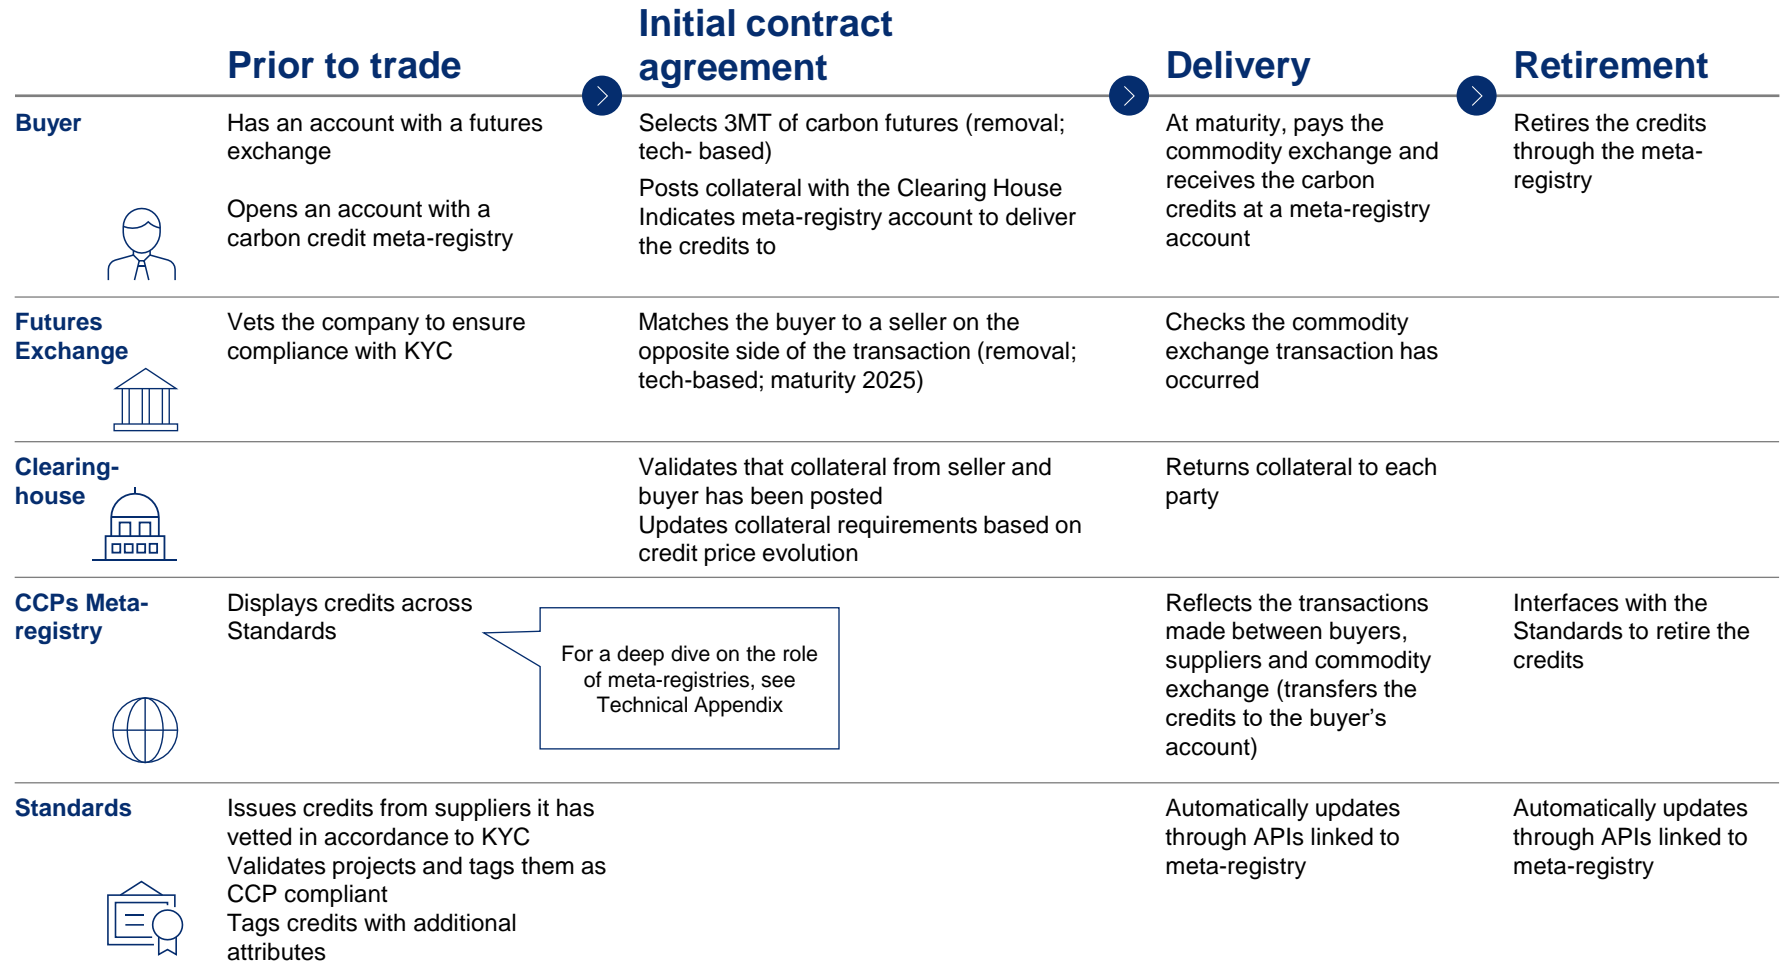 Prior to trade
Initial contract
agreement
Delivery
Retirement
Buyer
Has an account with a futures
exchange
Opens an account with a
carbon credit meta-registry
Selects 3MT of carbon futures (removal;
tech- based)
Posts collateral with the Clearing House
Indicates meta-registry account to deliver
the credits to
At maturity, pays the
commodity exchange and
receives the carbon
credits at a meta-registry
account
Retires the credits
through the meta-
registry
Futures
Exchange
Vets the company to ensure
compliance with KYC
Matches the buyer to a seller on the
opposite side of the transaction (removal;
tech-based; maturity 2025)
Checks the commodity
exchange transaction has
occurred
Clearing-
house
Validates that collateral from seller and
buyer has been posted
Updates collateral requirements based on
credit price evolution
Returns collateral to each
party
CCPs Meta-
registry
Displays credits across
Standards
For a deep dive on the role
of meta-registries, see
Technical Appendix
Reflects the transactions
made between buyers,
suppliers and commodity
exchange (transfers the
credits to the buyer’s
account)
Interfaces with the
Standards to retire the
credits
Standards
Issues credits from suppliers it has
vetted in accordance to KYC
Validates projects and tags them as
CCP compliant
Tags credits with additional
attributes
Automatically updates
through APIs linked to
meta-registry
Automatically updates
through APIs linked to
meta-registry